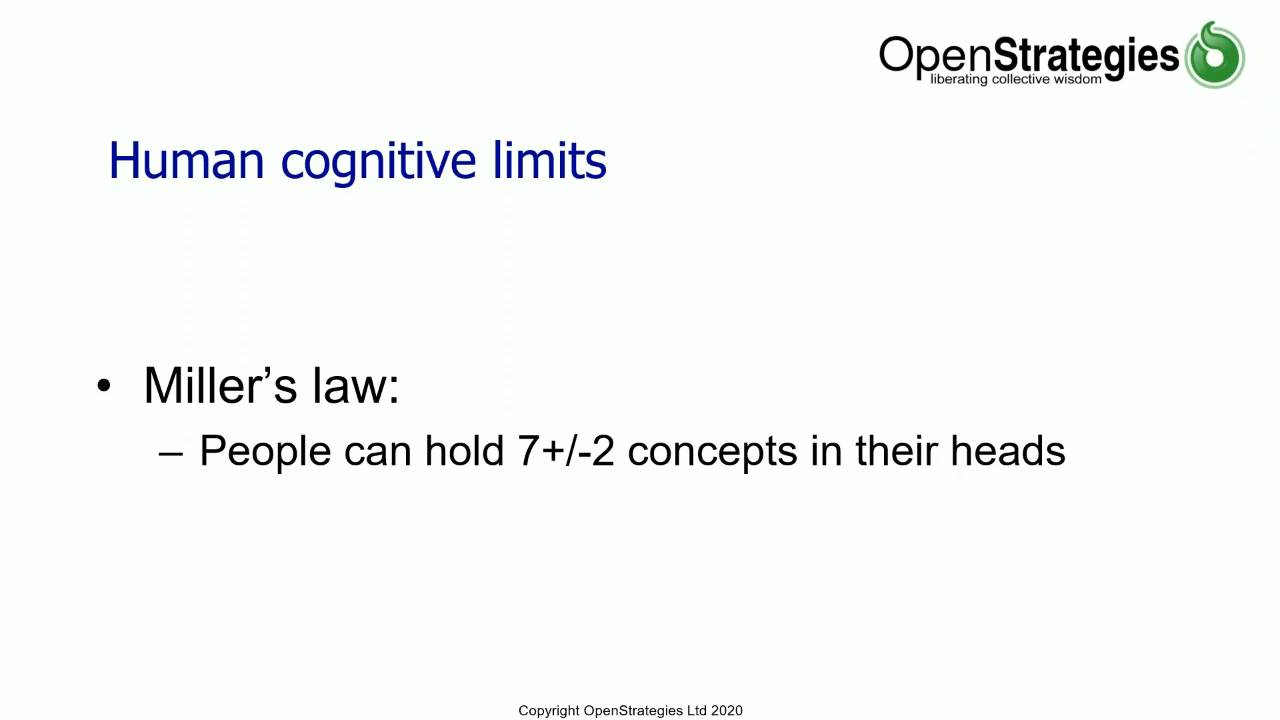 OpenStrategies
liberating collective wisdom
Human cognitive limits
• Miller’s law:
– People can hold 7+/-2 concepts in their heads
Copyright OpenStrategies Ltd 2020